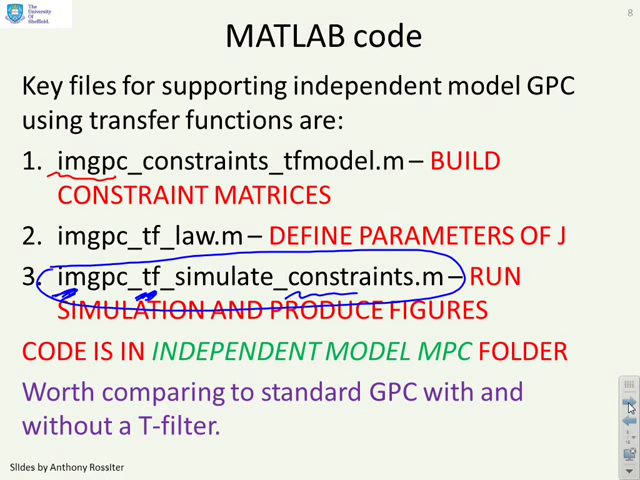 The
University
Of
Sheffield.
8
MATLAB code
Key files for supporting independent model GPC
using transfer functions are:
1. imgpc_constraints_tfmodel.m – BUILD
CONSTRAINT MATRICES
2. imgpc_tf_law.m – DEFINE PARAMETERS OF J
3. imgpc_tf_simulate_constraints.m – RUN
SIMULATION AND PRODUCE FIGURES
CODE IS IN INDEPENDENT MODEL MPC FOLDER
Worth comparing to standard GPC with and
without a T-filter.
Slides by Anthony Rossiter